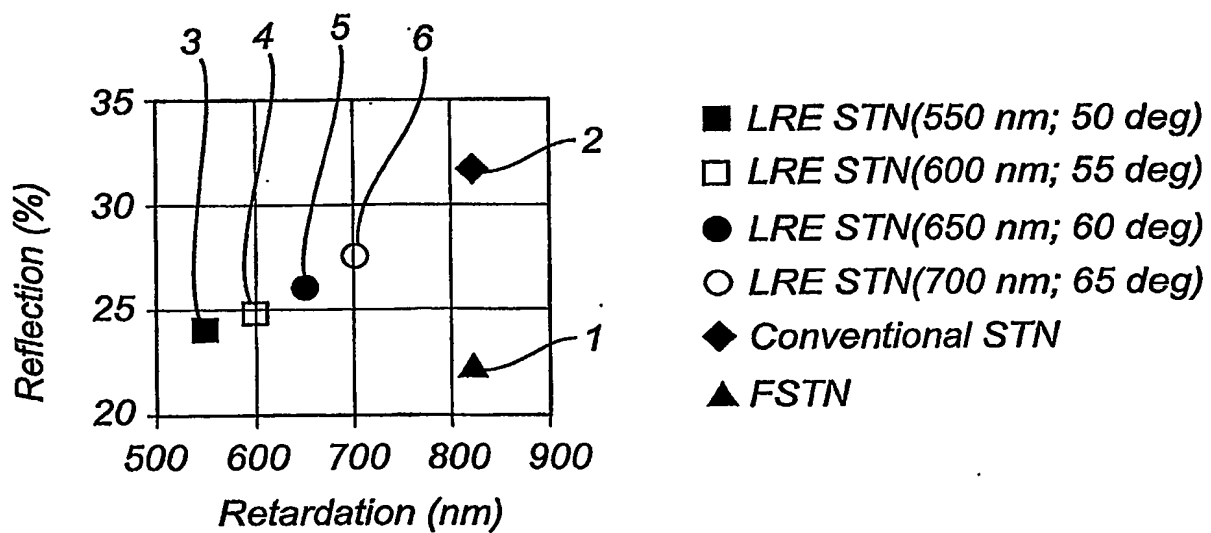 3
4
5
6
35
30
25
20
2
1
Reflection (%)
500 600 700 800 900
Retardation (nm)
LRE STN(550 nm; 50 deg)
LRE STN(600 nm; 55 deg)
LRE STN(650 nm; 60 deg)
LRE STN(700 nm; 65 deg)
Conventional STN
FSTN